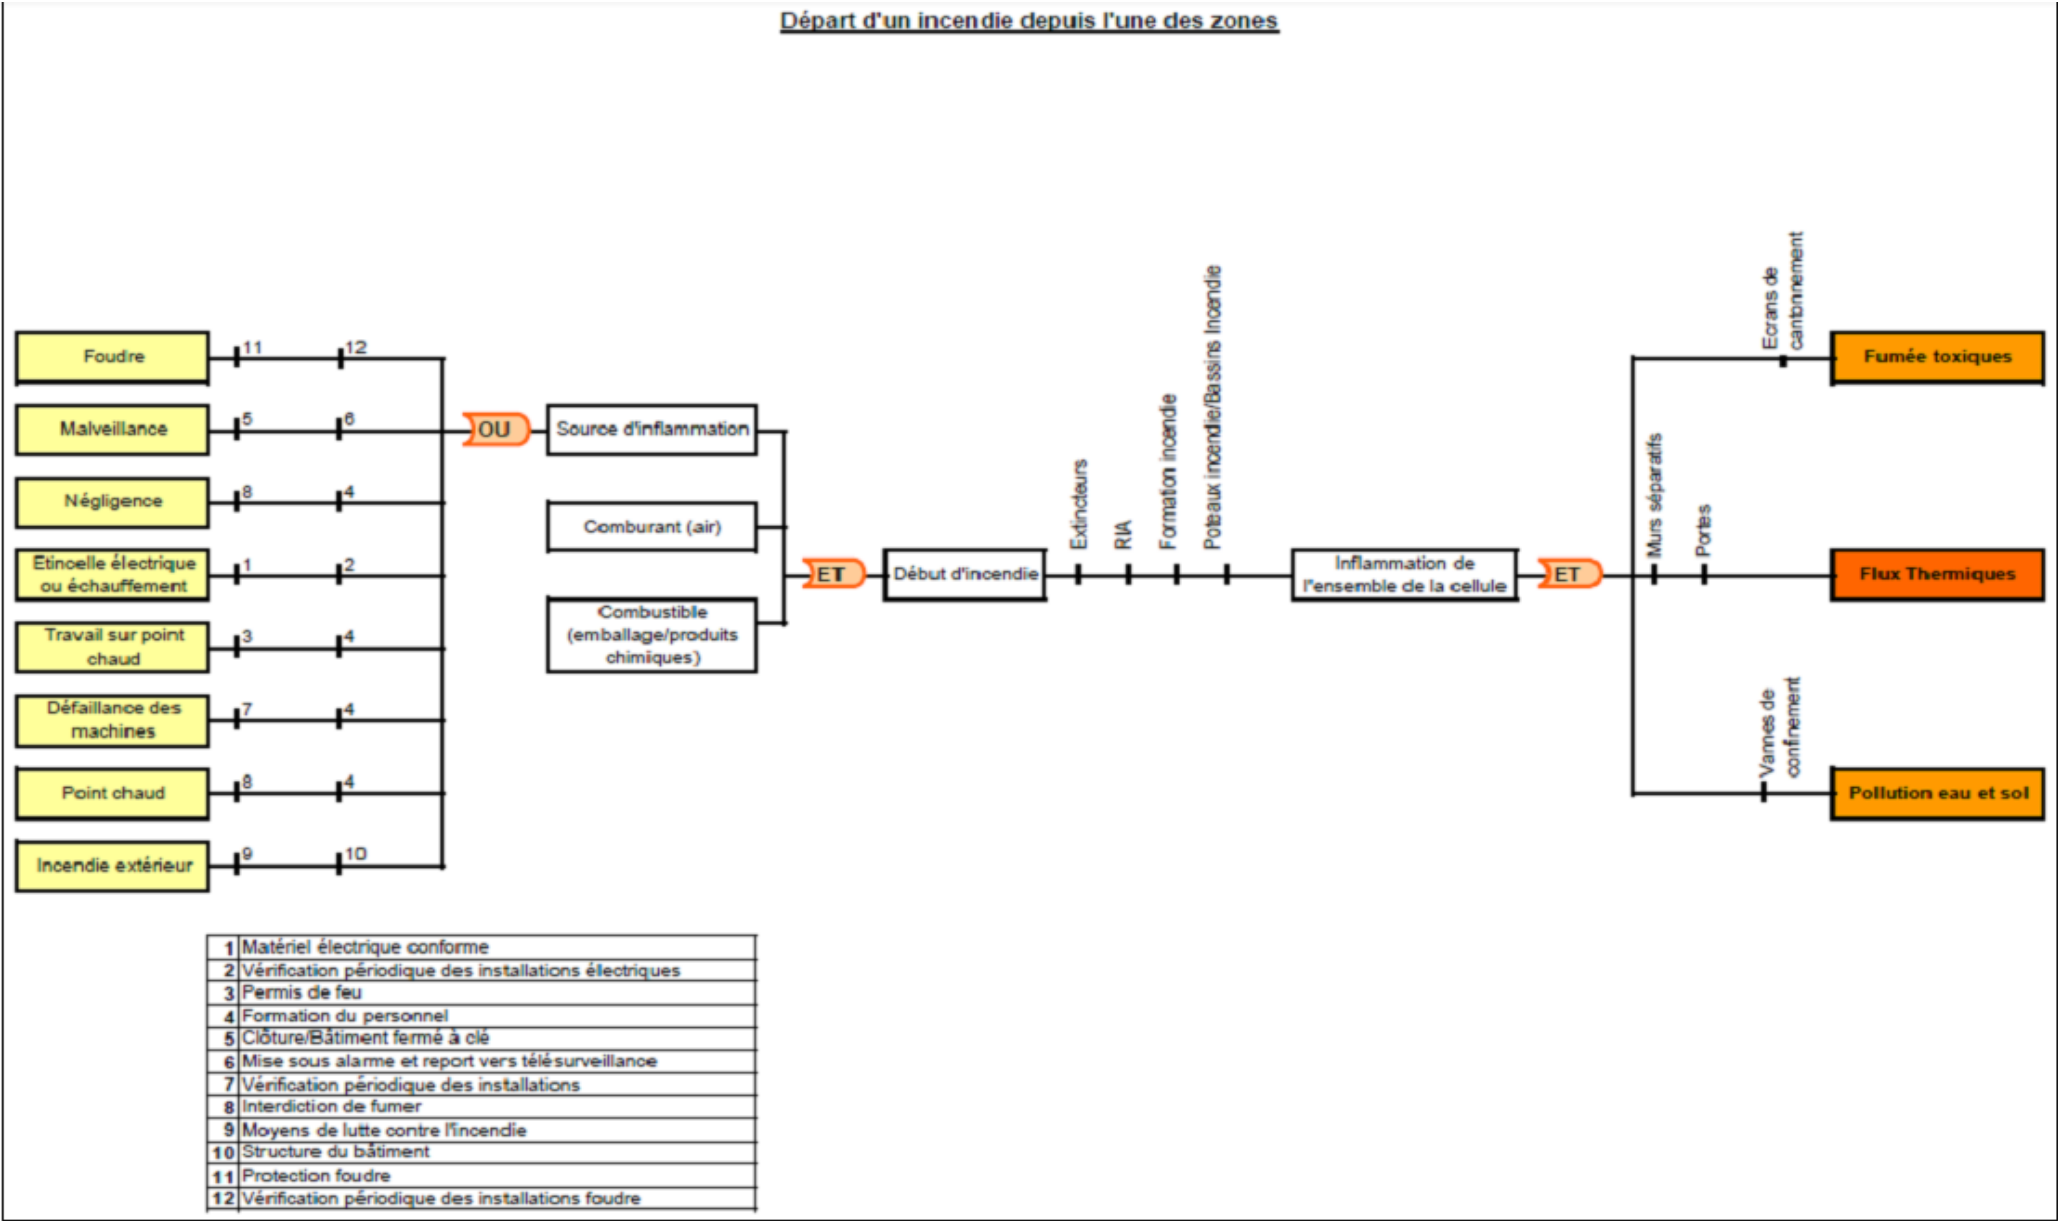 Départ d'un incendie depuis l'une des zones
Foudre
11
12
Malveillance
5
6
Négligence
8
4
Etincelle électrique
ou échauffement
1
2
Travail sur point
chaud
3
4
Défaillance des
machines
7
4
Point chaud
8
4
Incendie extérieur
9
10
OU
Source d'inflammation
Comburant (air)
Combustible
(emballage/produits
chimiques)
ET
Début d'incendie
Extincteurs
RIA
Formation incendie
Poteaux incendie/Bassins Incendie
Inflammation de
l'ensemble de la cellule
ET
Ecrans de
cantonnement
Fumée toxiques
Murs séparatifs
Portes
Flux Thermiques
Vannes de
confinement
Pollution eau et sol
1 Matériel électrique conforme
2 Vérification périodique des installations électriques
3 Permis de feu
4 Formation du personnel
5 Clôture/Bâtiment fermé à clé
6 Mise sous alarme et report vers télésurveillance
7 Vérification périodique des installations
8 Interdiction de fumer
9 Moyens de lutte contre l'incendie
10 Structure du bâtiment
11 Protection foudre
12 Vérification périodique des installations foudre